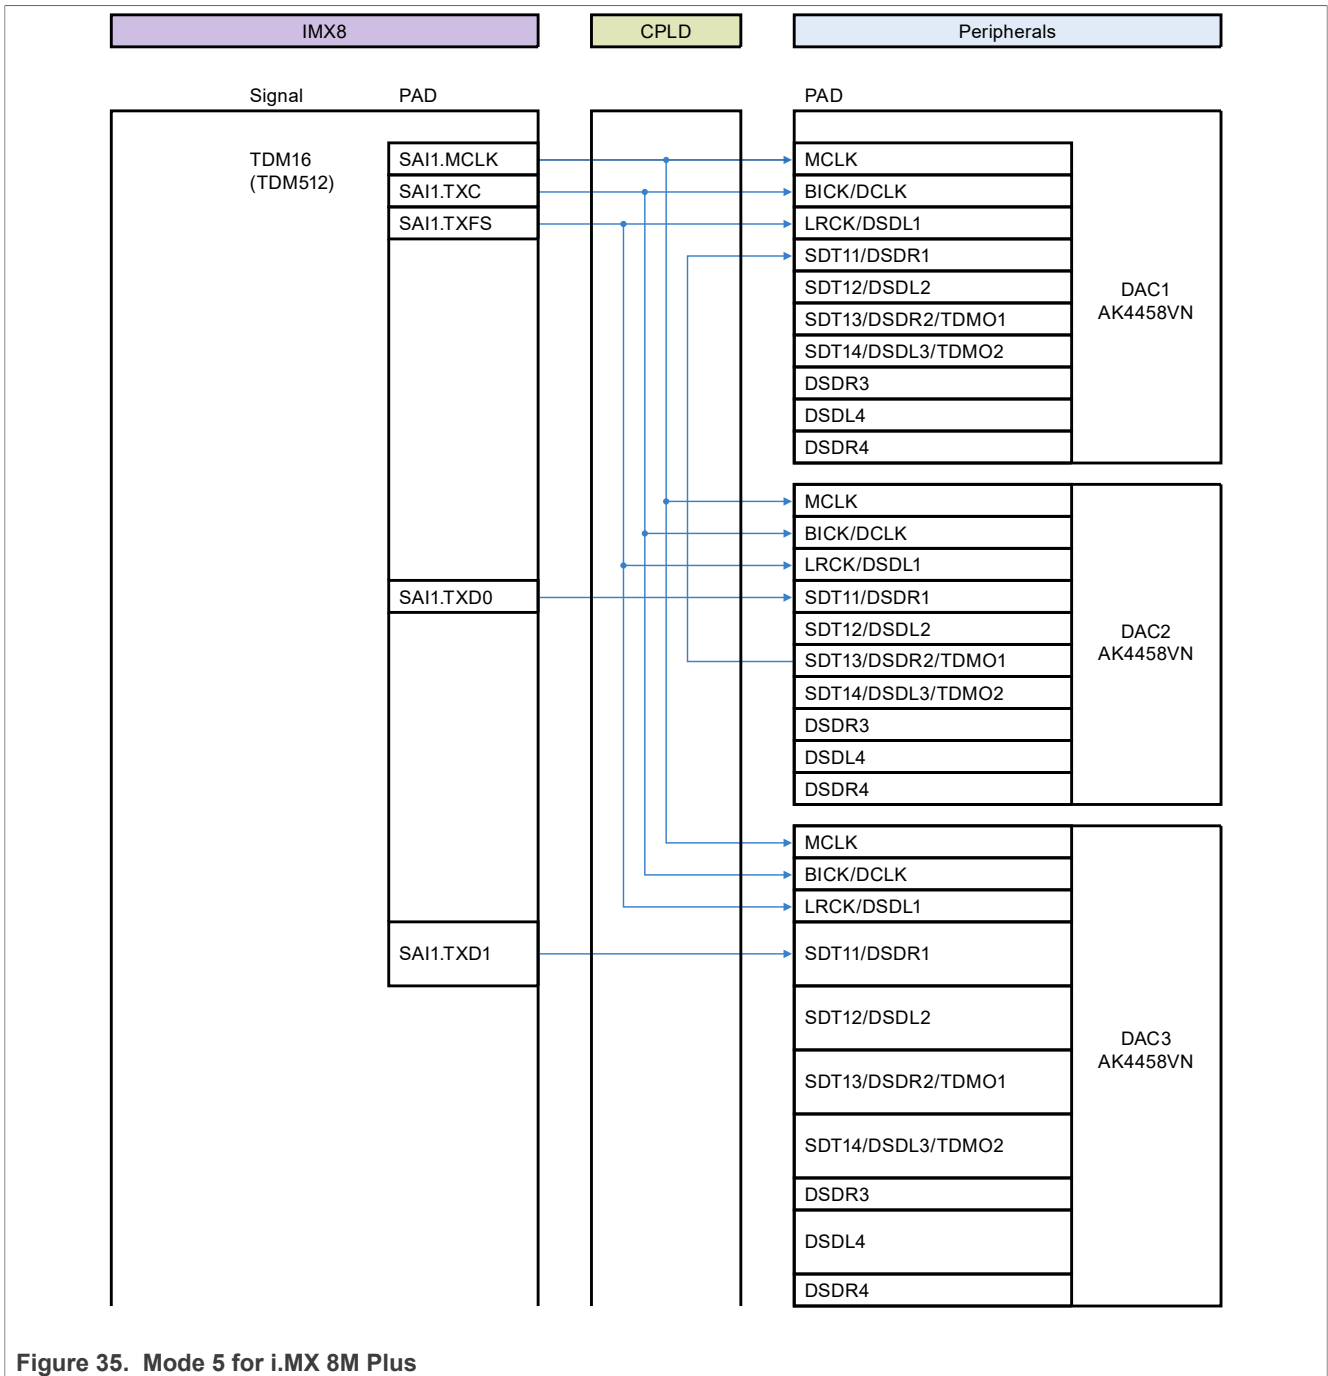 IMX8 CPLD Peripherals
Signal PAD PAD
TDM16
(TDM512)
SAI1.MCLK
SAI1.TXC
SAI1.TXFS
SAI1.TXD0
SAI1.TXD1
MCLK
BICK/DCLK
LRCK/DSDL1
SDT11/DSDR1
SDT12/DSDL2
SDT13/DSDR2/TDMO1
SDT14/DSDL3/TDMO2
DSDR3
DSDL4
DSDR4
DAC1
AK4458VN
MCLK
BICK/DCLK
LRCK/DSDL1
SDT11/DSDR1
SDT12/DSDL2
SDT13/DSDR2/TDMO1
SDT14/DSDL3/TDMO2
DSDR3
DSDL4
DSDR4
DAC2
AK4458VN
MCLK
BICK/DCLK
LRCK/DSDL1
SDT11/DSDR1
SDT12/DSDL2
SDT13/DSDR2/TDMO1
SDT14/DSDL3/TDMO2
DSDR3
DSDL4
DSDR4
DAC3
AK4458VN
Figure 35. Mode 5 for i.MX 8M Plus